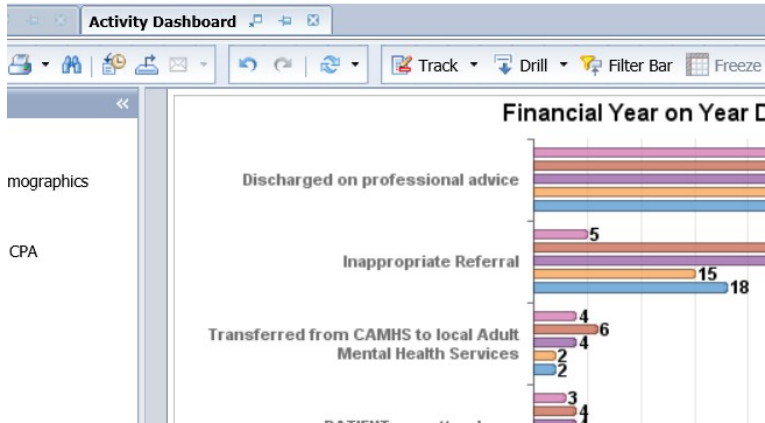 Activity Dashboard
Track Drill Filter Bar Freeze
«
Financial Year on Year D
mographics
Discharged on professional advice
CPA
5
Inappropriate Referral
15
18
4
Transferred from CAMHS to local Adult
6
4
Mental Health Services
2
2
3
4